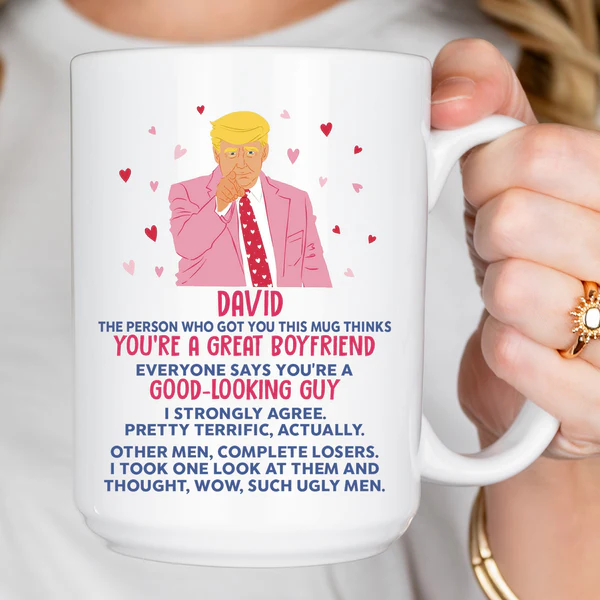 DAVID
THE PERSON WHO GOT YOU THIS MUG THINKS
YOU'RE A GREAT BOYFRIEND
EVERYONE SAYS YOU'RE A
GOOD-LOOKING GUY
I STRONGLY AGREE.
PRETTY TERRIFIC, ACTUALLY.
OTHER MEN, COMPLETE LOSERS.
I TOOK ONE LOOK AT THEM AND
THOUGHT, WOW, SUCH UGLY MEN.